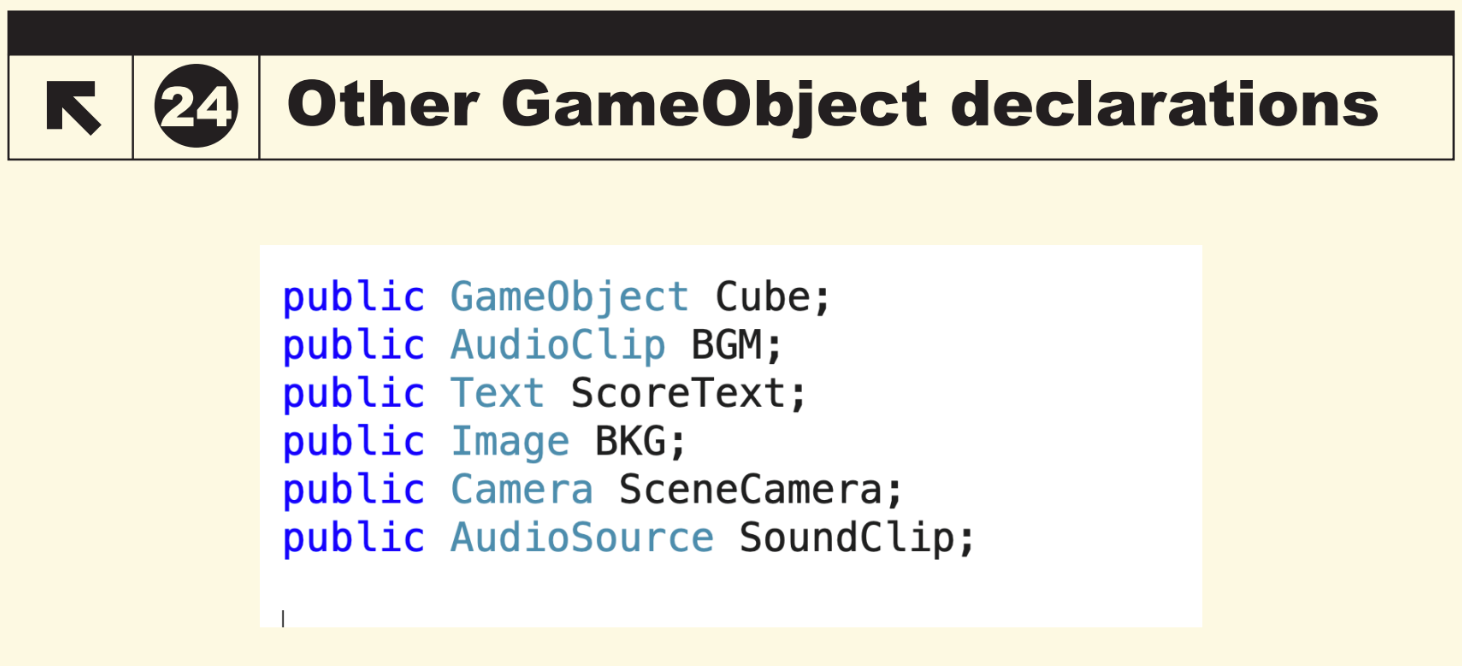 24 Other GameObject declarations
public GameObject Cube;
public AudioClip BGM;
public Text ScoreText;
public Image BKG;
public Camera SceneCamera;
public AudioSource SoundClip;